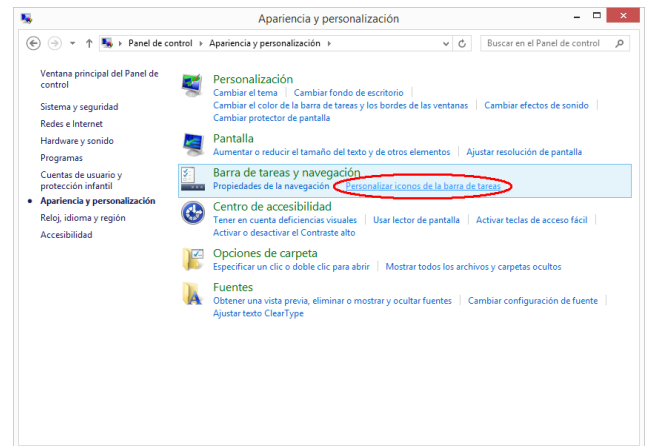 Apariencia y personalización
Panel de control Apariencia y personalización
Buscar en el Panel de control
Ventana principal del Panel de control
Sistema y seguridad
Redes e Internet
Hardware y sonido
Programas
Cuentas de usuario y protección infantil
Apariencia y personalización
Reloj, idioma y región
Accesibilidad
Personalización
Cambiar el tema Cambiar fondo de escritorio
Cambiar el color de la barra de tareas y los bordes de las ventanas Cambiar efectos de sonido
Cambiar protector de pantalla
Pantalla
Aumentar o reducir el tamaño del texto y de otros elementos Ajustar resolución de pantalla
Barra de tareas y navegación
Propiedades de la navegación Personalizar iconos de la barra de tareas
Centro de accesibilidad
Tener en cuenta deficiencias visuales Usar lector de pantalla Activar teclas de acceso fácil
Activar o desactivar el Contraste alto
Opciones de carpeta
Especificar un clic o doble clic para abrir Mostrar todos los archivos y carpetas ocultos
Fuentes
Obtener una vista previa, eliminar o mostrar y ocultar fuentes Cambiar configuración de fuente
Ajustar texto ClearType